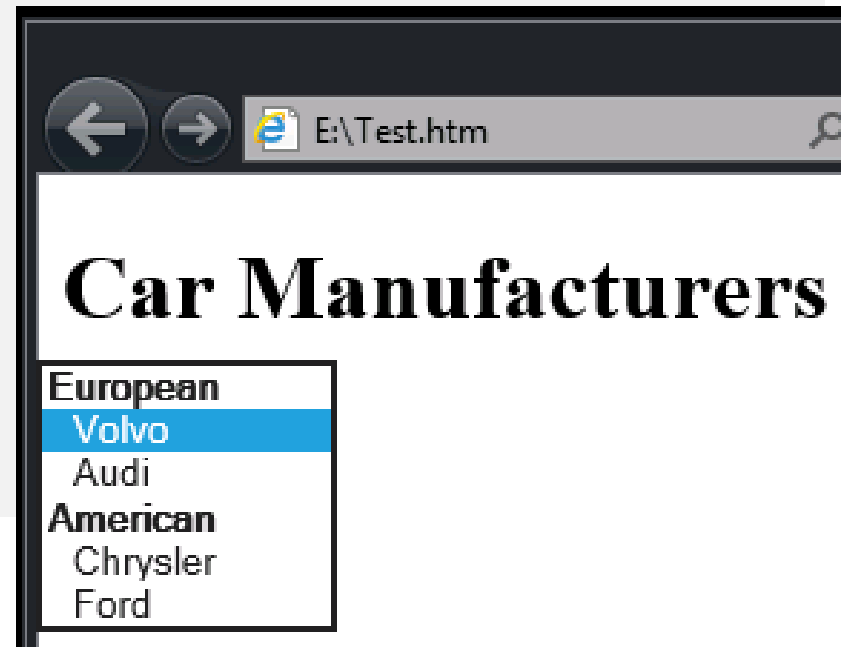 E:\Test.htm
Car Manufacturers
European
Volvo
Audi
American
Chrysler
Ford